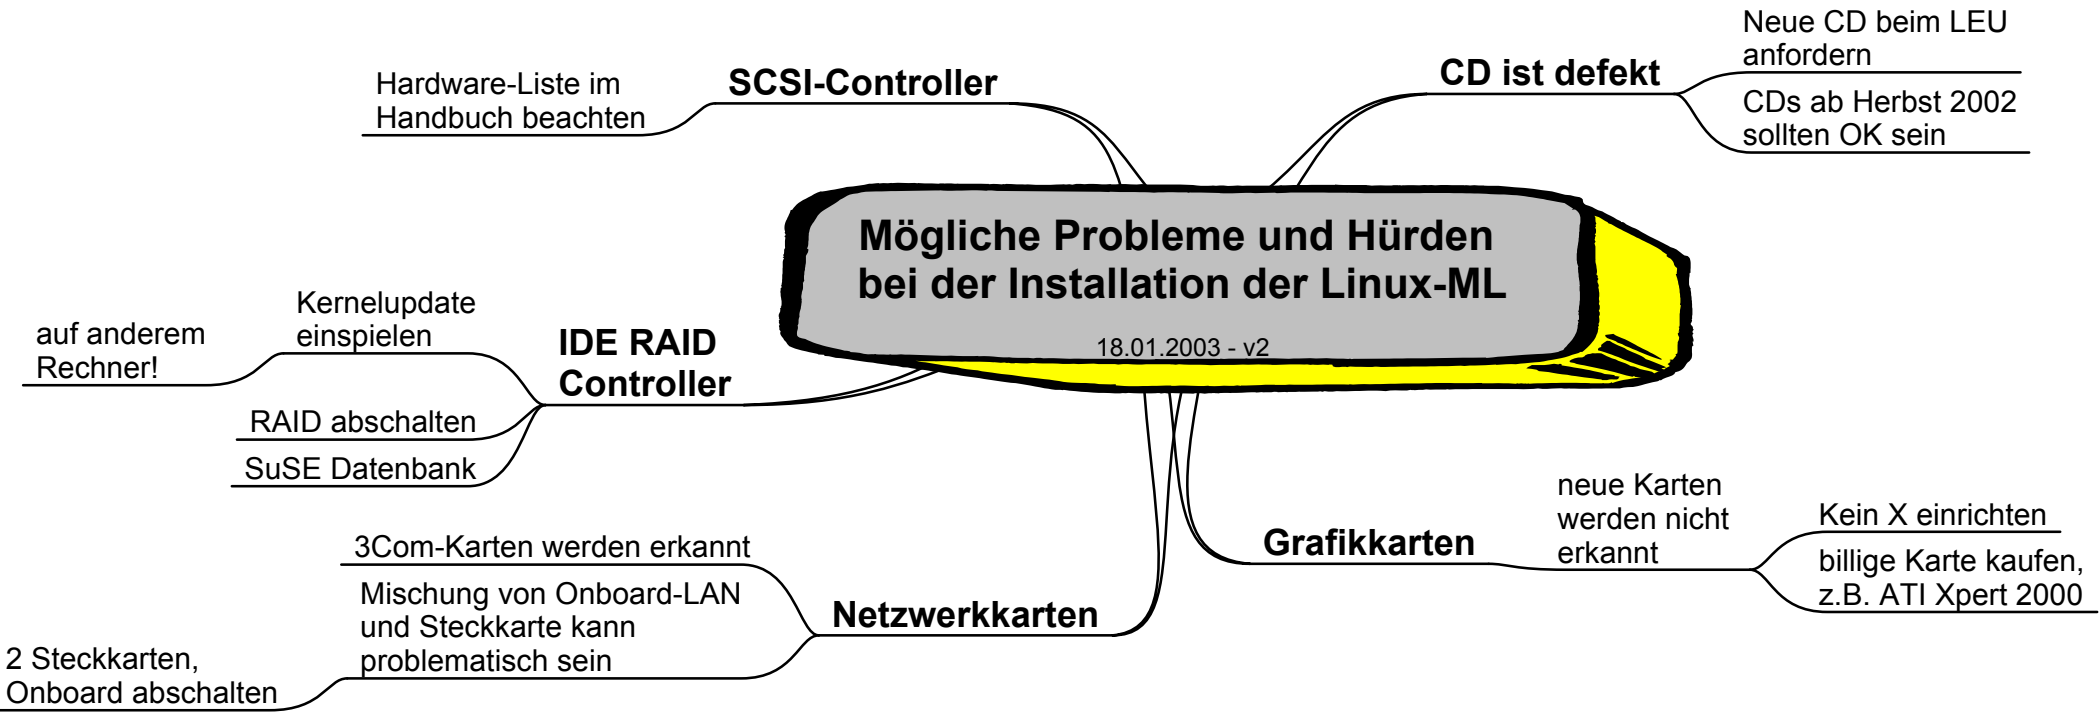 Mögliche Probleme und Hürden
bei der Installation der Linux-ML
18.01.2003 - v2
CD ist defekt
Neue CD beim LEU
anfordern
CDs ab Herbst 2002
sollten OK sein
Grafikkarten
neue Karten
werden nicht
erkannt
Kein X einrichten
billige Karte kaufen,
z.B. ATI Xpert 2000
Netzwerkkarten
3Com-Karten werden erkannt
Mischung von Onboard-LAN
und Steckkarte kann
problematisch sein
2 Steckkarten,
Onboard abschalten
IDE RAID
Controller
Kernelupdate
einspielen
auf anderem
Rechner!
RAID abschalten
SuSE Datenbank
SCSI-Controller
Hardware-Liste im
Handbuch beachten